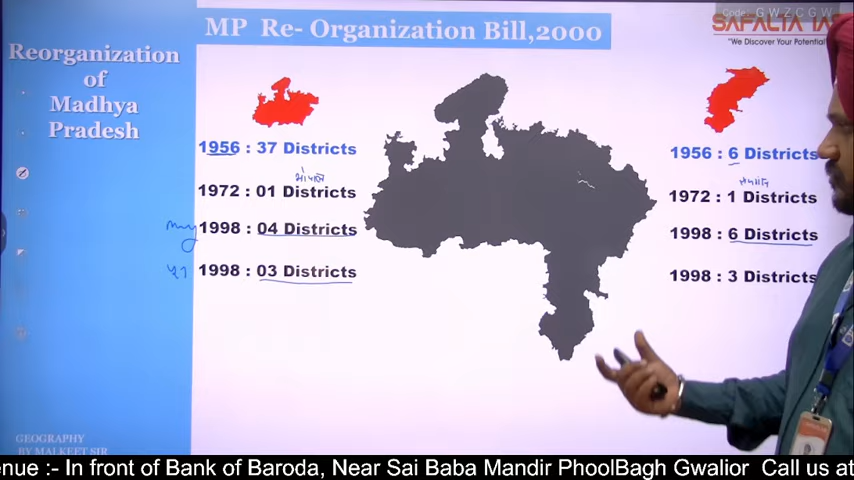 MP Re- Organization Bill,2000
Code: G W Z C G W
SAFALTA IAS
"We Discover Your Potential"
Reorganization
of
Madhya
Pradesh
1956 : 37 Districts
भोपाल
1972 : 01 Districts
may 1998 : 04 Districts
1998 : 03 Districts
1956 : 6 Districts
1972 : 1 Districts
1998 : 6 Districts
1998 : 3 Districts
GEOGRAPHY
BY MALKEET SIR
enue :- In front of Bank of Baroda, Near Sai Baba Mandir PhoolBagh Gwalior Call us at